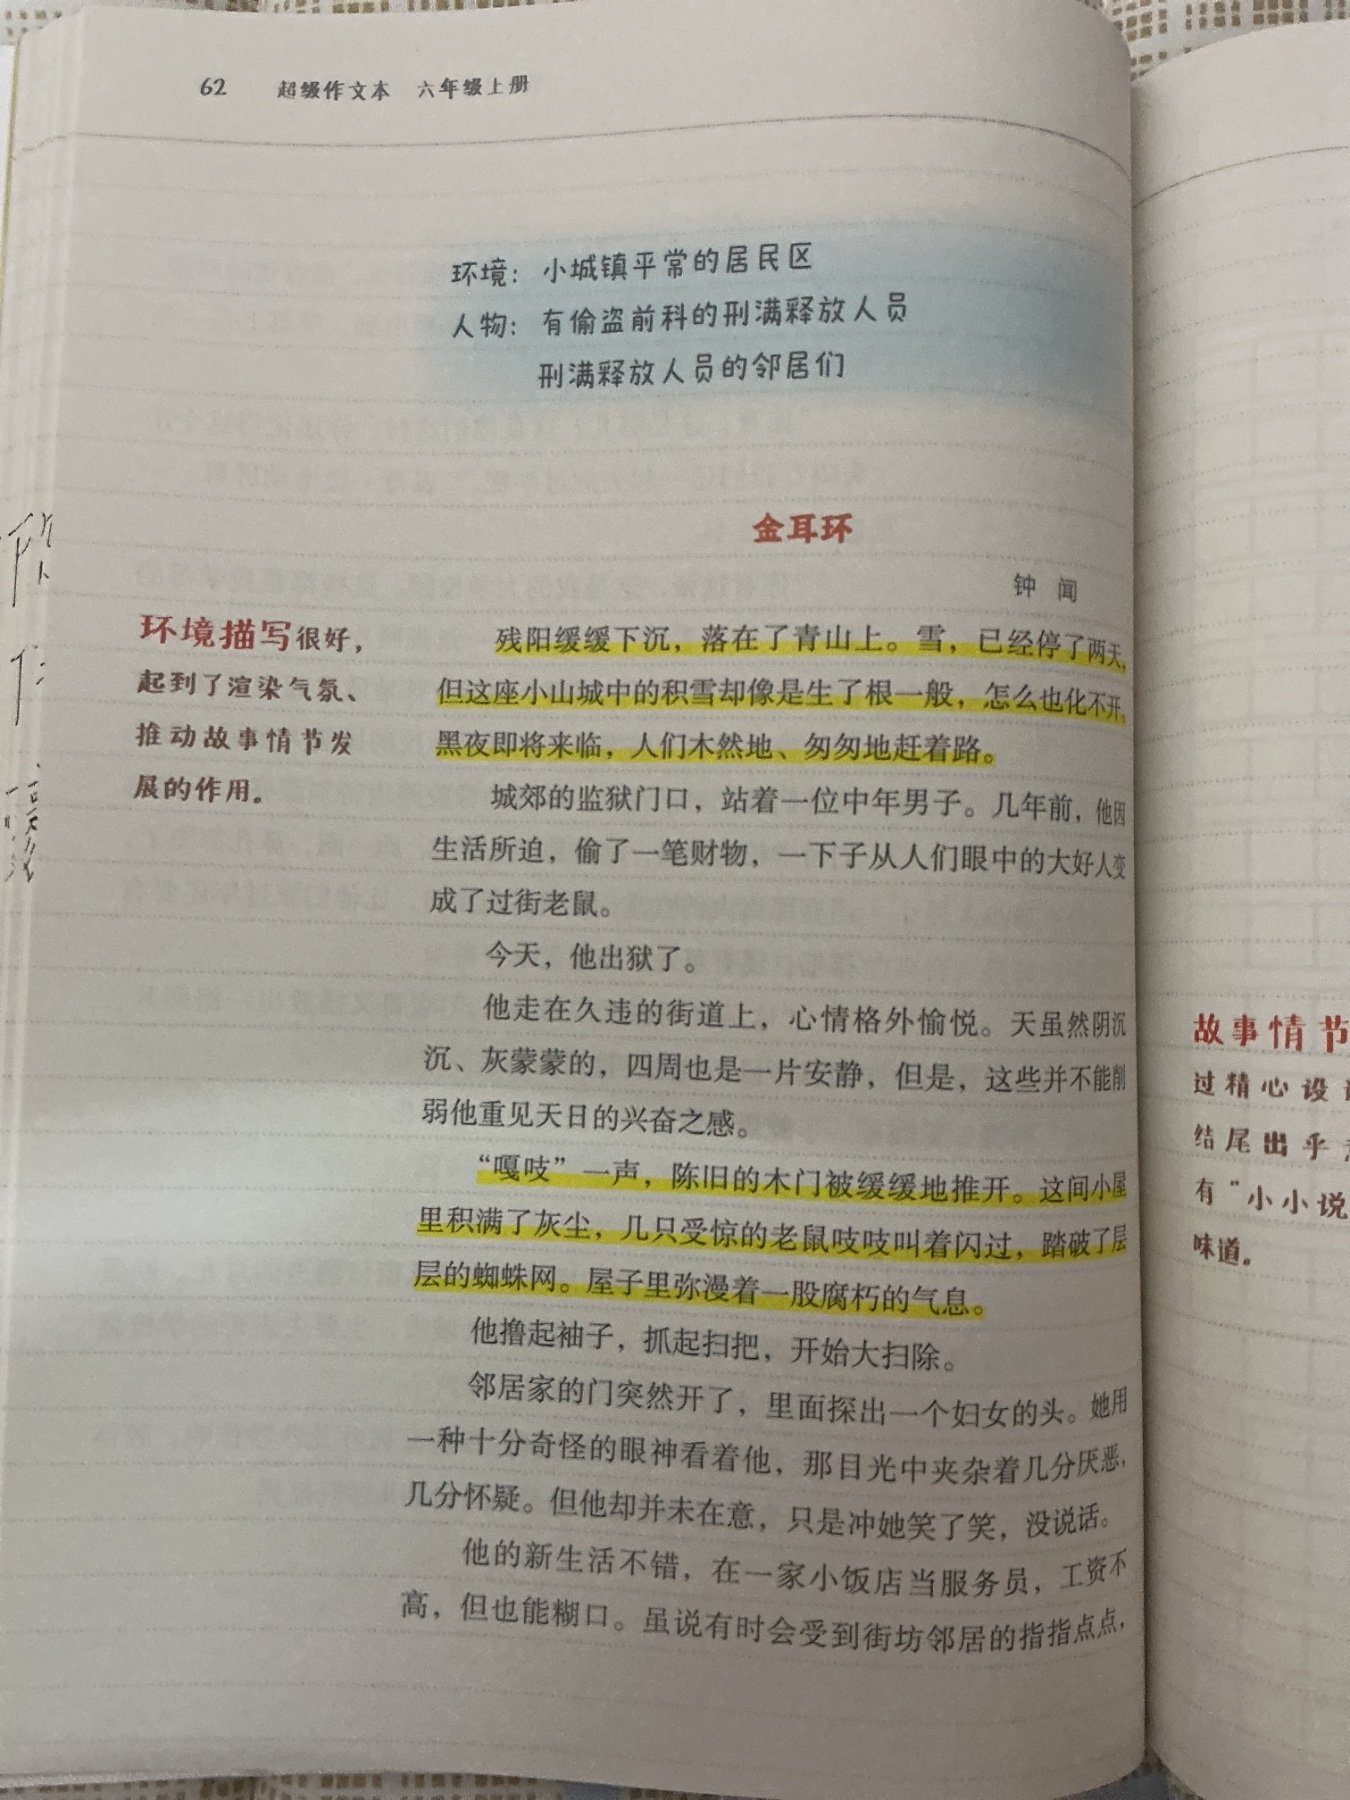 62 超级作文本 六年级上册
环境：小城镇平常的居民区
人物：有偷盗前科的刑满释放人员
刑满释放人员的邻居们
金耳环
钟 闻
环境描写很好，
起到了渲染气氛、
推动故事情节发
展的作用。
残阳缓缓下沉，落在了青山上。雪，已经停了两天，
但这座小山城中的积雪却像是生了根一般，怎么也化不开。
黑夜即将来临，人们木然地、匆匆地赶着路。
城郊的监狱门口，站着一位中年男子。几年前，他因
生活所迫，偷了一笔财物，一下子从人们眼中的大好人变
成了过街老鼠。
今天，他出狱了。
他走在久违的街道上，心情格外愉悦。天虽然阴沉
沉、灰蒙蒙的，四周也是一片安静，但是，这些并不能削
弱他重见天日的兴奋之感。
“嘎吱”一声，陈旧的木门被缓缓地推开。这间小屋
里积满了灰尘，几只受惊的老鼠吱吱叫着闪过，踏破了层
层的蜘蛛网。屋子里弥漫着一股腐朽的气息。
他撸起袖子，抓起扫把，开始大扫除。
邻居家的门突然开了，里面探出一个妇女的头。她用
一种十分奇怪的眼神看着他，那目光中夹杂着几分厌恶，
几分怀疑。但他却并未在意，只是冲她笑了笑，没说话。
他的新生活不错，在一家小饭店当服务员，工资不
高，但也能糊口。虽说有时会受到街坊邻居的指指点点，
故事情节
过精心设
结尾出乎
有“小小说
味道。